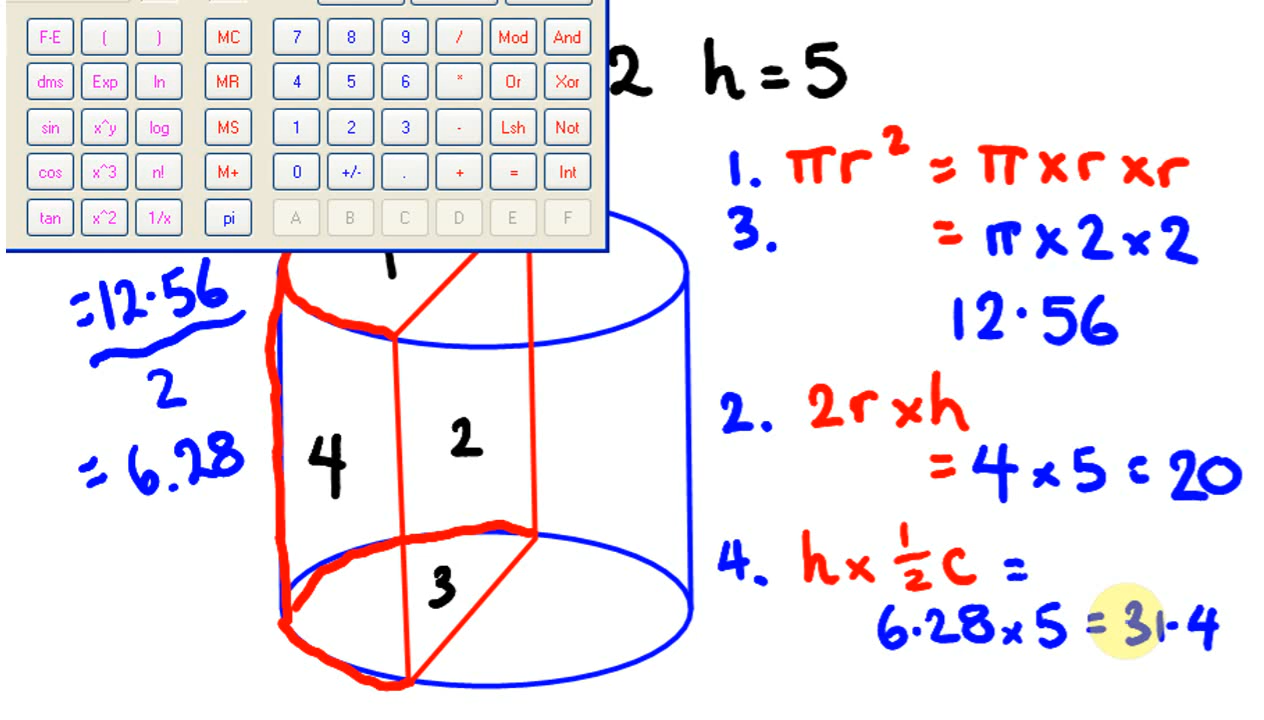 F-E ( ) MC 7 8 9 / Mod And
dms Exp ln MR 4 5 6 * Or Xor
sin x^y log MS 1 2 3 - Lsh Not
cos x^3 n! M+ 0 +/- . + = Int
tan x^2 1/x pi A B C D E F
2 h = 5
1. πr² = π × r × r
3. = π × 2 × 2
12.56
= 12.56
2
= 6.28
1
4
2
3
2. 2r × h
= 4 × 5 = 20
4. h × 1/2 C =
6.28 × 5 = 31.4